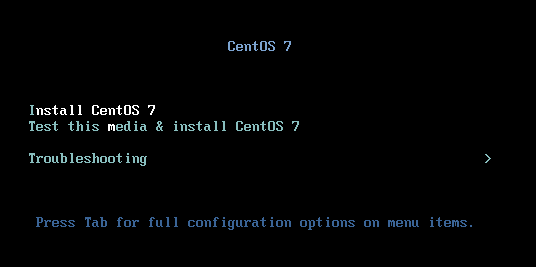 CentOS 7
Install CentOS 7
Test this media & install CentOS 7
Troubleshooting >
Press Tab for full configuration options on menu items.